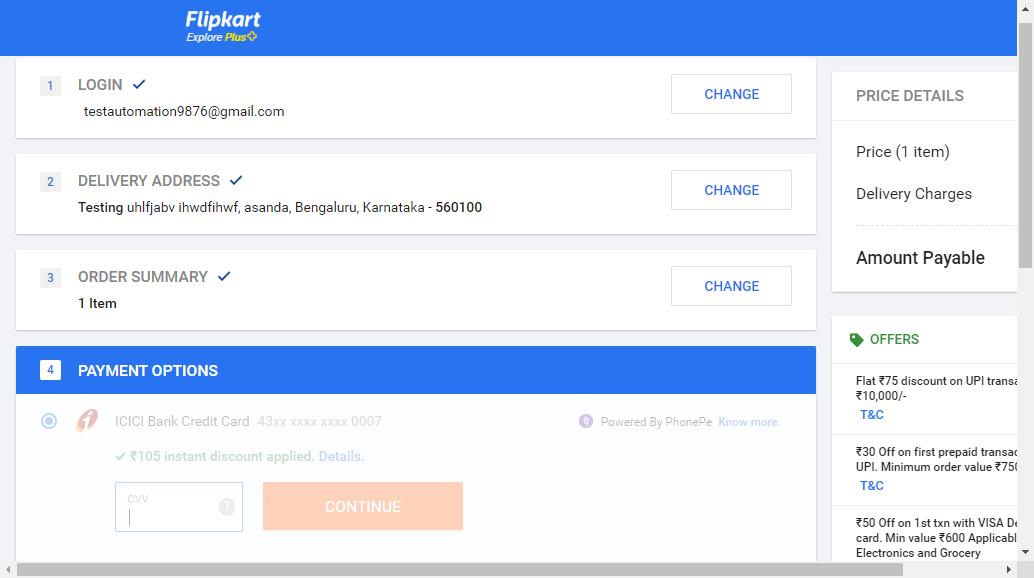 Flipkart
Explore Plus
1 LOGIN
testautomation9876@gmail.com
CHANGE
2 DELIVERY ADDRESS
Testing uhlfjabv ihwdfihwf, asanda, Bengaluru, Karnataka - 560100
CHANGE
3 ORDER SUMMARY
1 Item
CHANGE
4 PAYMENT OPTIONS
ICICI Bank Credit Card 43xx xxxx xxxx 0007
Powered By PhonePe Know more.
₹105 instant discount applied. Details.
CVV
?
CONTINUE
PRICE DETAILS
Price (1 item)
Delivery Charges
Amount Payable
OFFERS
Flat ₹75 discount on UPI transa
₹10,000/-
T&C
₹30 Off on first prepaid transac
UPI. Minimum order value ₹750
T&C
₹50 Off on 1st txn with VISA De
card. Min value ₹600 Applicabl
Electronics and Grocery